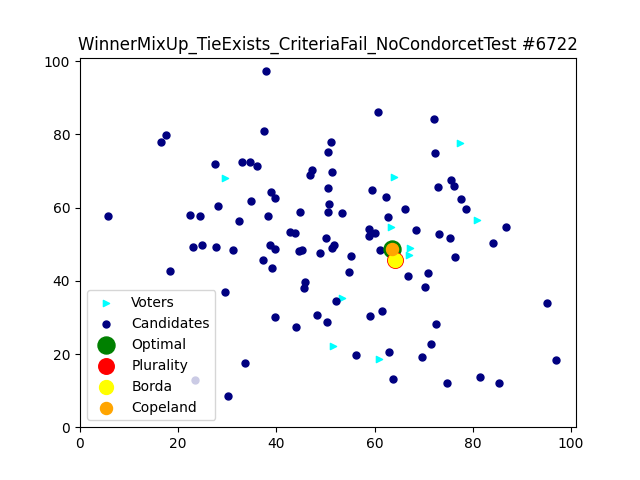 WinnerMixUp_TieExists_CriteriaFail_NoCondorcetTest #6722
100
80
60
40
20
0
Voters
Candidates
Optimal
Plurality
Borda
Copeland
0 20 40 60 80 100